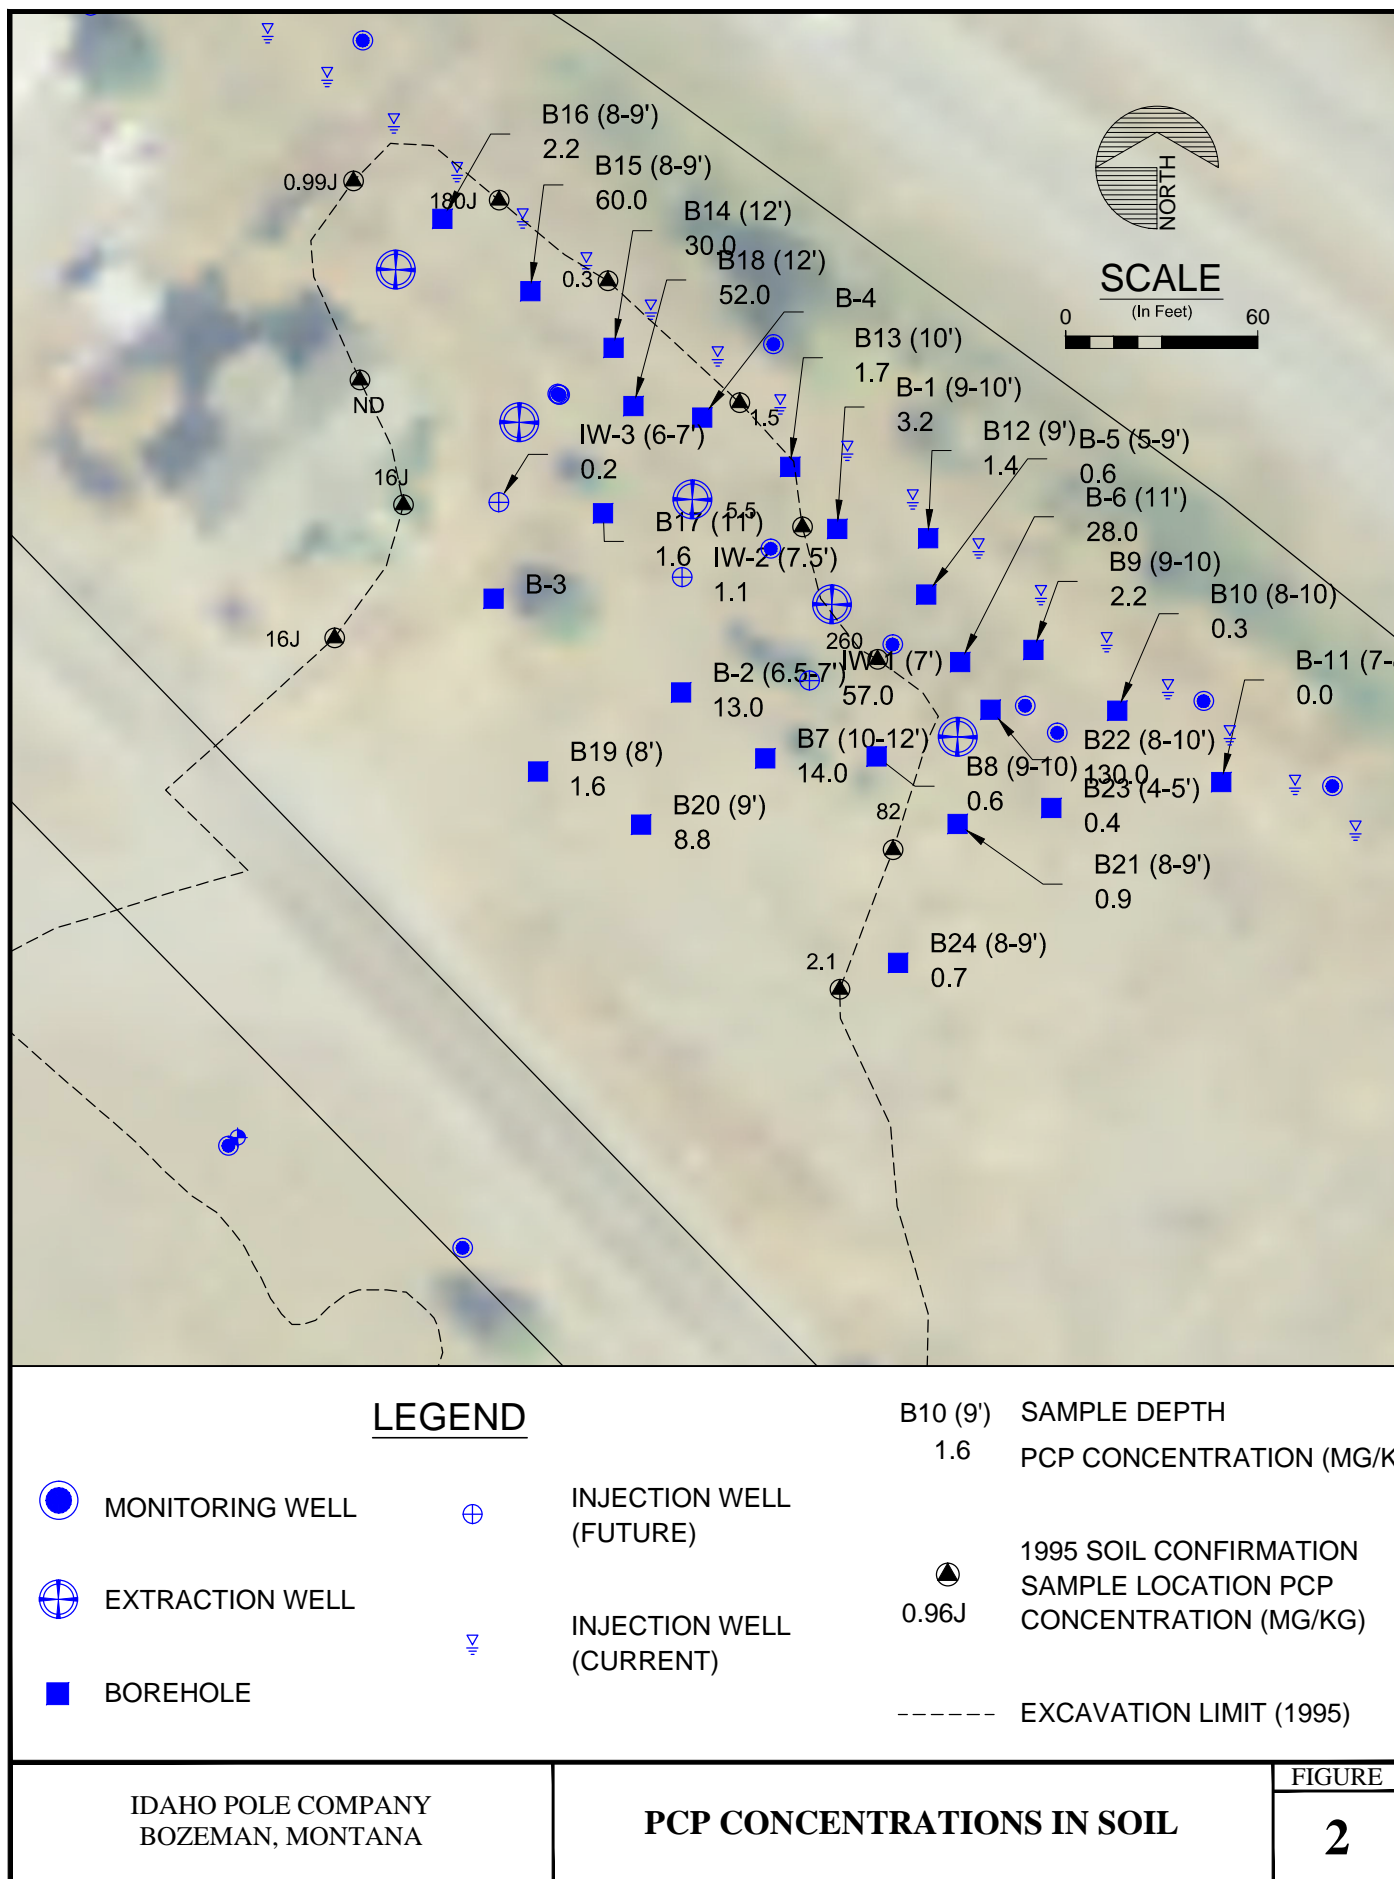 B16 (8-9')
2.2
B15 (8-9')
60.0
0.99J
180J
B14 (12')
30.0
B18 (12')
52.0
0.3
B-4
NORTH
SCALE
(In Feet)
0 60
B13 (10')
1.7
B-1 (9-10')
3.2
ND
1.5
B12 (9')
1.4
B-5 (5-9')
0.6
IW-3 (6-7')
0.2
16J
B-6 (11')
28.0
5.5
B17 (11')
1.6
IW-2 (7.5')
1.1
B9 (9-10)
2.2
B-3
B10 (8-10)
0.3
16J
260
IW-1 (7')
57.0
B-2 (6.5-7')
13.0
B-11 (7-
0.0
B19 (8')
1.6
B7 (10-12')
14.0
B22 (8-10')
130.0
B8 (9-10)
0.6
B23 (4-5')
0.4
B20 (9')
8.8
82
B21 (8-9')
0.9
B24 (8-9')
0.7
2.1
LEGEND
MONITORING WELL
EXTRACTION WELL
BOREHOLE
INJECTION WELL
(FUTURE)
INJECTION WELL
(CURRENT)
B10 (9') SAMPLE DEPTH
1.6 PCP CONCENTRATION (MG/K
1995 SOIL CONFIRMATION
SAMPLE LOCATION PCP
CONCENTRATION (MG/KG)
0.96J
EXCAVATION LIMIT (1995)
IDAHO POLE COMPANY
BOZEMAN, MONTANA
PCP CONCENTRATIONS IN SOIL
FIGURE
2